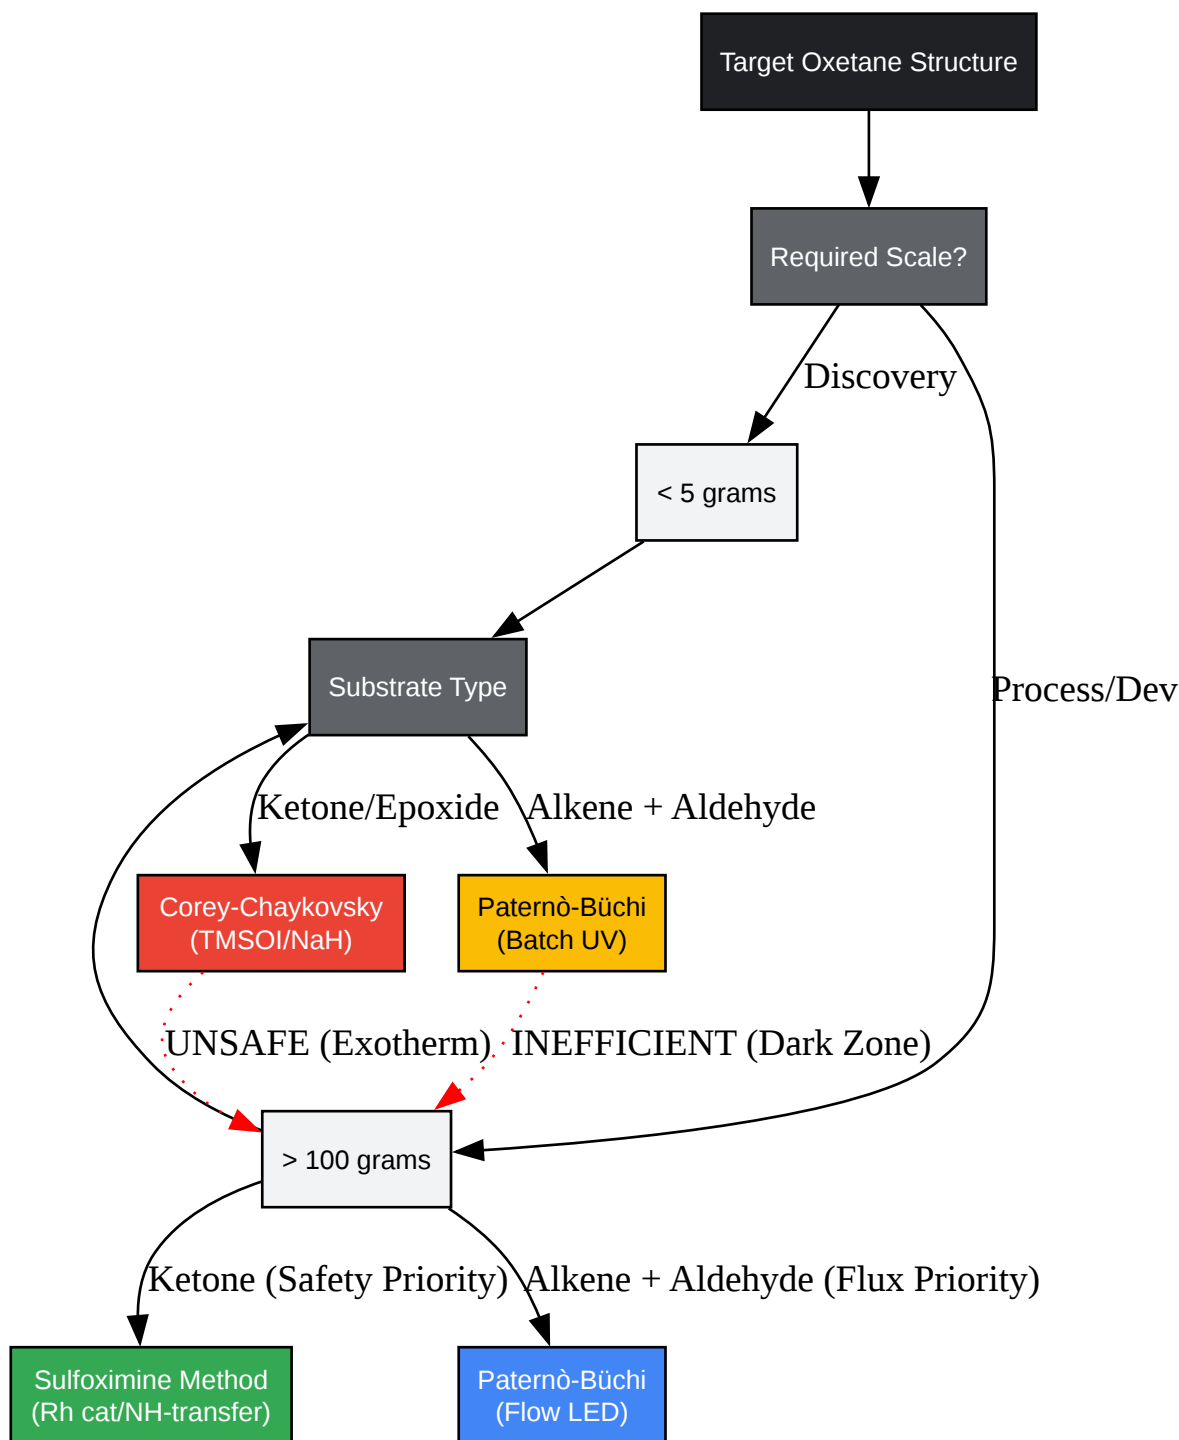 Target Oxetane Structure
Required Scale?
Discovery
< 5 grams
Substrate Type
Process/Dev
Ketone/Epoxide
Alkene + Aldehyde
Corey-Chaykovsky
(TMSOI/NaH)
Paternò-Büchi
(Batch UV)
UNSAFE (Exotherm)
INEFFICIENT (Dark Zone)
> 100 grams
Ketone (Safety Priority)
Alkene + Aldehyde (Flux Priority)
Sulfoximine Method
(Rh cat/NH-transfer)
Paternò-Büchi
(Flow LED)